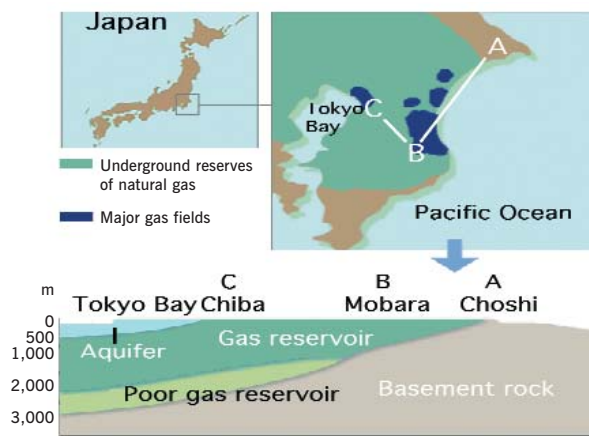 Japan
Underground reserves
of natural gas
Major gas fields
A
Tokyo
Bay
C
B
Pacific Ocean
m
C
B
A
Tokyo Bay
Chiba
Mobara
Choshi
0
500
1,000
2,000
3,000
Aquifer
Gas reservoir
Poor gas reservoir
Basement rock